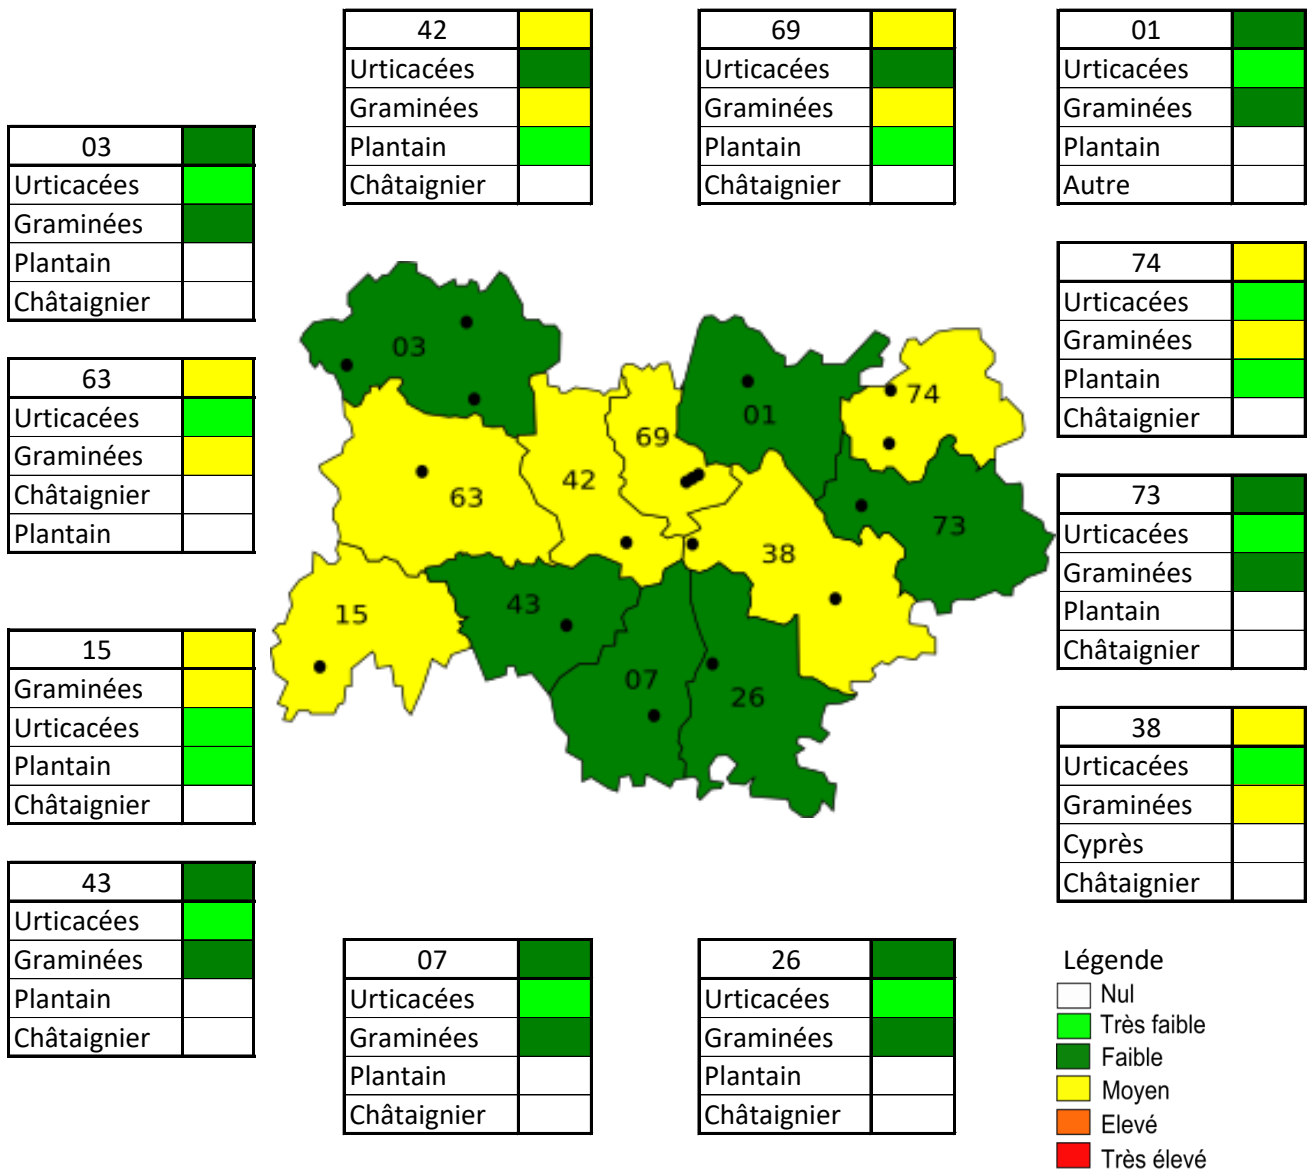 42
Urticacées
Graminées
Plantain
Châtaignier
69
Urticacées
Graminées
Plantain
Châtaignier
01
Urticacées
Graminées
Plantain
Autre
03
Urticacées
Graminées
Plantain
Châtaignier
63
Urticacées
Graminées
Châtaignier
Plantain
15
Graminées
Urticacées
Plantain
Châtaignier
43
Urticacées
Graminées
Plantain
Châtaignier
03
01
74
69
42
63
73
38
43
15
07
26
74
Urticacées
Graminées
Plantain
Châtaignier
73
Urticacées
Graminées
Plantain
Châtaignier
38
Urticacées
Graminées
Cyprès
Châtaignier
07
Urticacées
Graminées
Plantain
Châtaignier
26
Urticacées
Graminées
Plantain
Châtaignier
Légende
Nul
Très faible
Faible
Moyen
Elevé
Très élevé